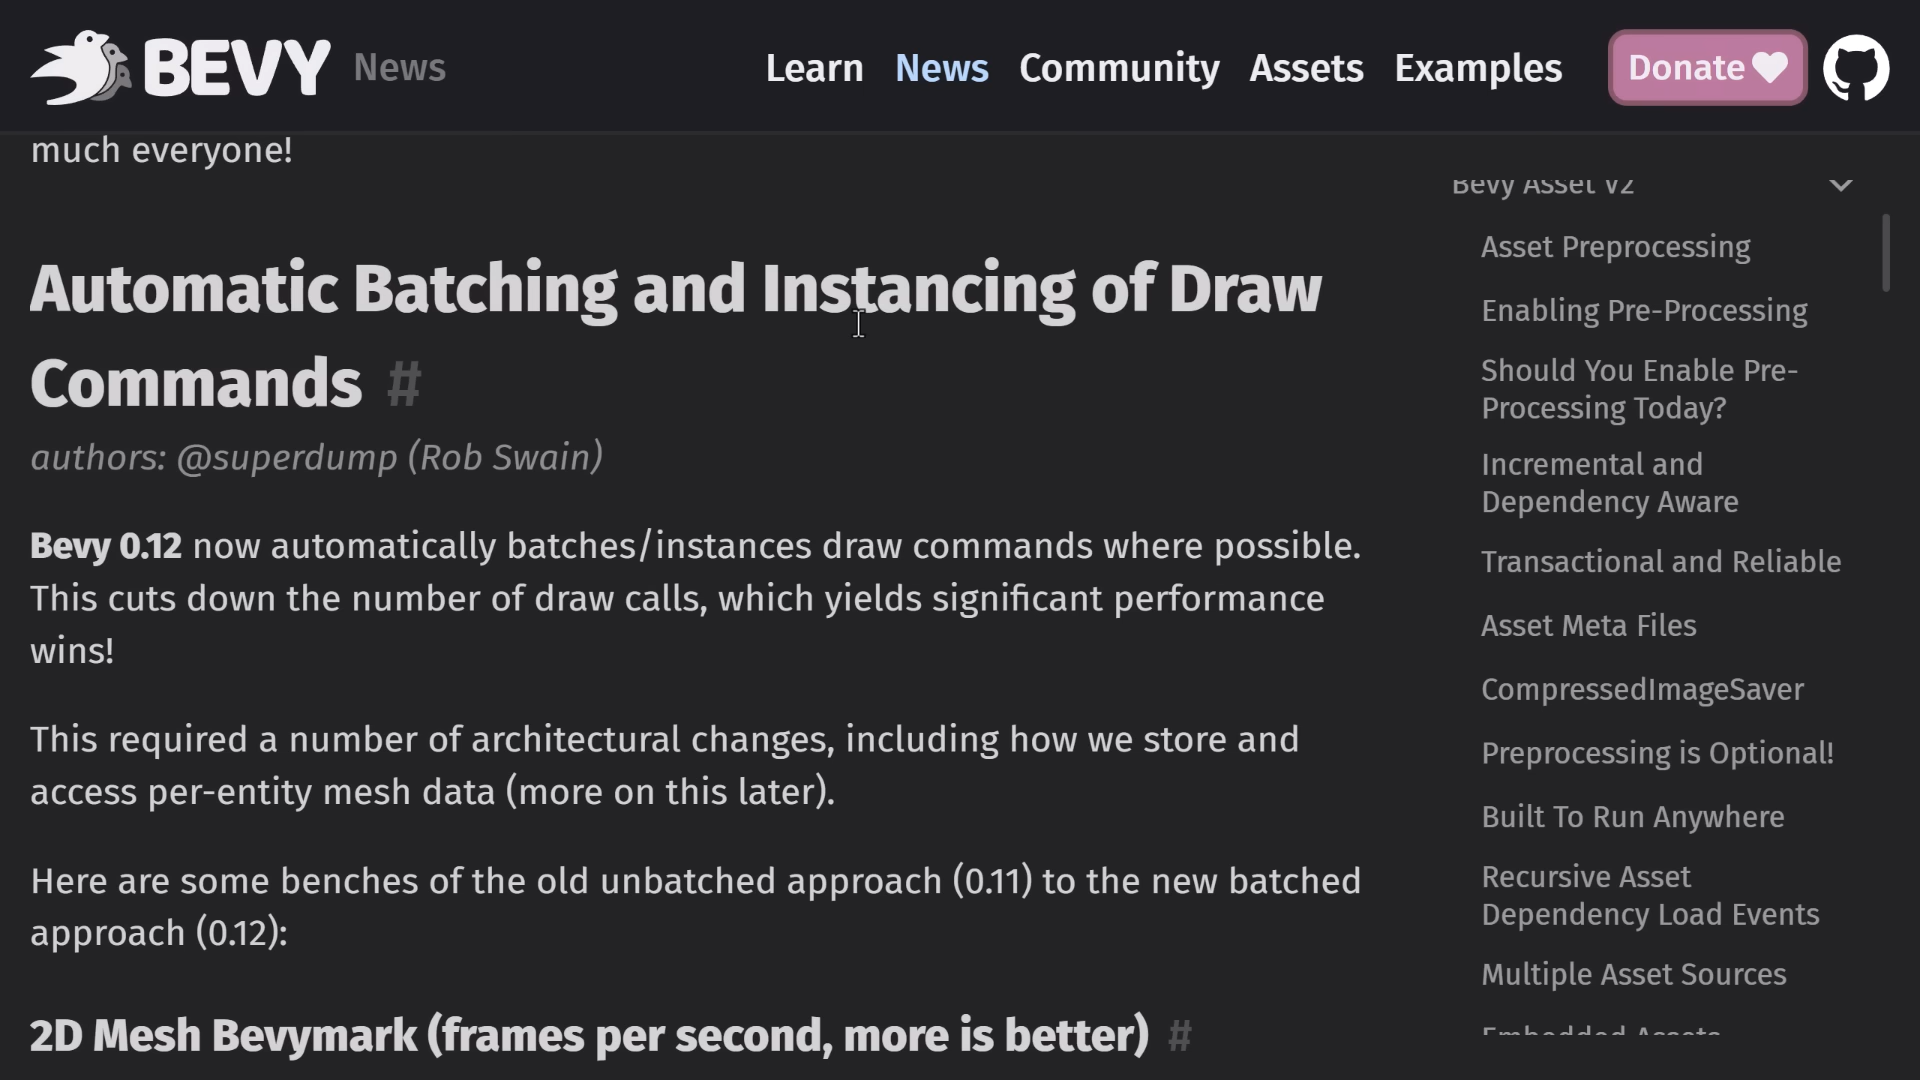 BEVY News Learn News Community Assets Examples Donate
much everyone!
Automatic Batching and Instancing of Draw
Commands #
authors: @superdump (Rob Swain)
Bevy 0.12 now automatically batches/instances draw commands where possible.
This cuts down the number of draw calls, which yields significant performance
wins!
This required a number of architectural changes, including how we store and
access per-entity mesh data (more on this later).
Here are some benches of the old unbatched approach (0.11) to the new batched
approach (0.12):
2D Mesh Bevymark (frames per second, more is better) #
Bevy Asset V2
Asset Preprocessing
Enabling Pre-Processing
Should You Enable Pre-
Processing Today?
Incremental and
Dependency Aware
Transactional and Reliable
Asset Meta Files
CompressedImageSaver
Preprocessing is Optional!
Built To Run Anywhere
Recursive Asset
Dependency Load Events
Multiple Asset Sources
Embedded Assets